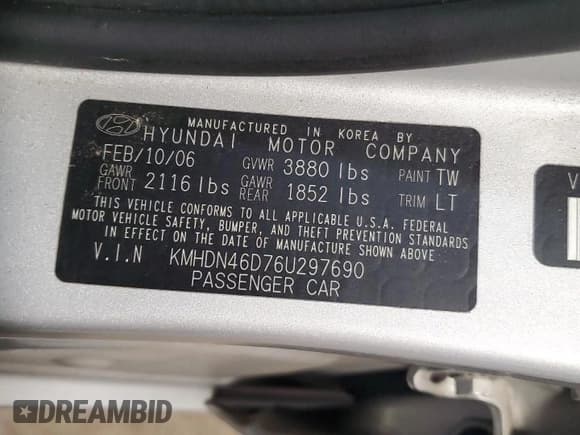 MANUFACTURED IN KOREA BY
HYUNDAI MOTOR COMPANY
FEB/10/06 GVWR 3880 lbs PAINT TW
GAWR FRONT 2116 lbs GAWR REAR 1852 lbs TRIM LT
THIS VEHICLE CONFORMS TO ALL APPLICABLE U.S.A. FEDERAL
MOTOR VEHICLE SAFETY, BUMPER, AND THEFT PREVENTION STANDARDS
IN EFFECT ON THE DATE OF MANUFACTURE SHOWN ABOVE
V.I.N KMHDN46D76U297690
PASSENGER CAR
V
DREAMBID